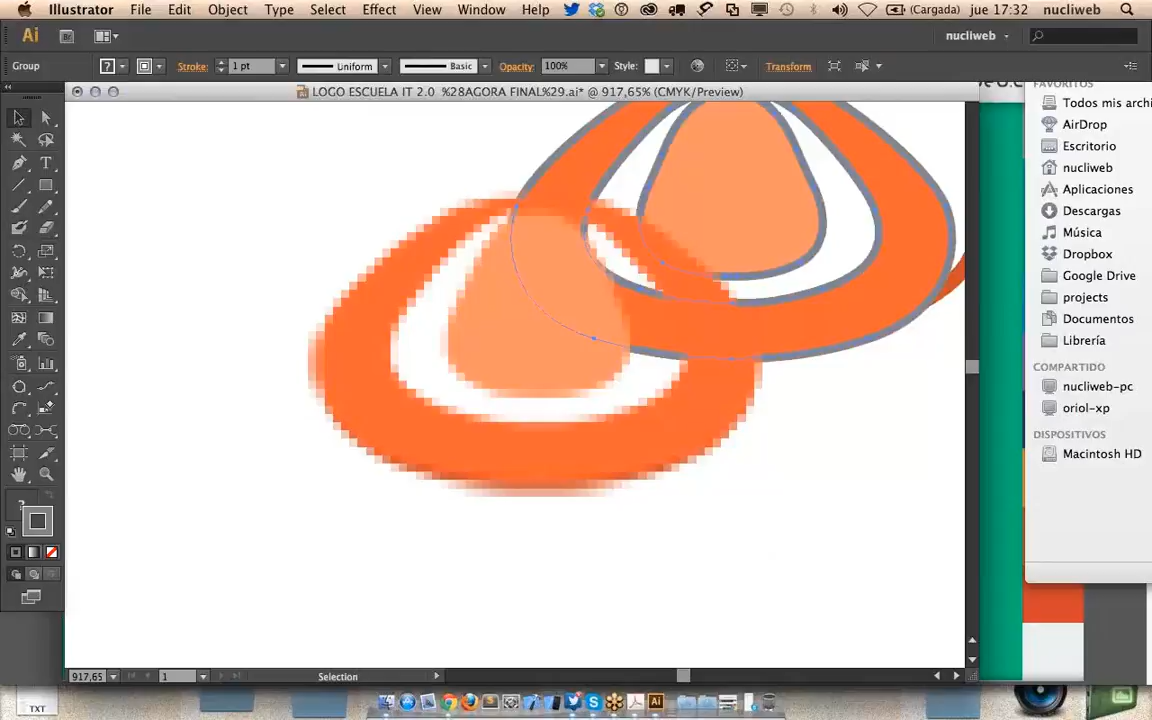 Illustrator File Edit Object Type Select Effect View Window Help (Cargada) jue 17:32 nucliweb
Ai Br nucliweb
Group ? Stroke: 1 pt Uniform Basic Opacity: 100% Style: Transform
LOGO ESCUELA IT 2.0 %28AGORA FINAL%29.ai* @ 917,65% (CMYK/Preview)
FAVORITOS
Todos mis archi
AirDrop
Escritorio
nucliweb
Aplicaciones
Descargas
Música
Dropbox
Google Drive
projects
Documentos
Librería
COMPARTIDO
nucliweb-pc
oriol-xp
DISPOSITIVOS
Macintosh HD
T
?
917,65 1 Selection
TXT
Ai